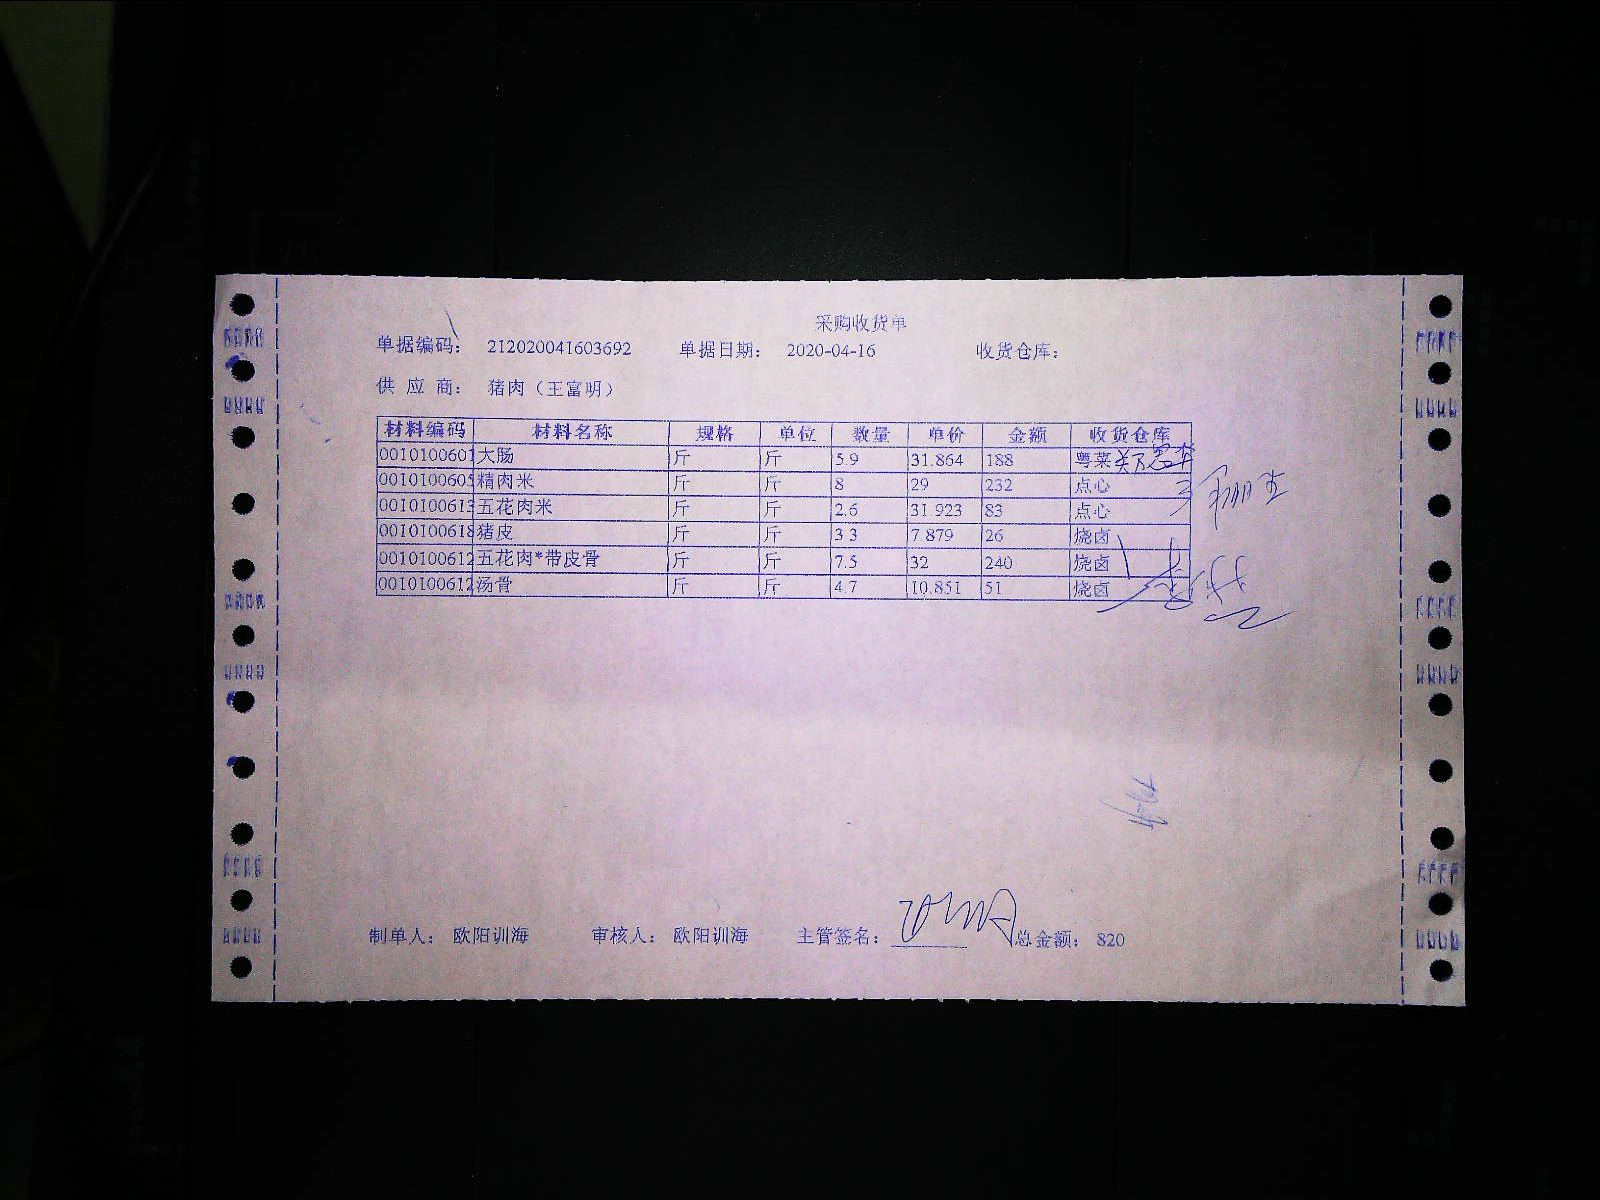 采购收货单
单据编码： 212020041603692 单据日期： 2020-04-16 收货仓库：
供 应 商： 猪肉（王富明）
材料编码 材料名称 规格 单位 数量 单价 金额 收货仓库
0010100601 大肠 斤 斤 5.9 31.864 188 粤菜
0010100605 精肉米 斤 斤 8 29 232 点心
0010100613 五花肉米 斤 斤 2.6 31.923 83 点心
0010100618 猪皮 斤 斤 3.3 7.879 26 烧卤
0010100612 五花肉*带皮骨 斤 斤 7.5 32 240 烧卤
0010100612 汤骨 斤 斤 4.7 10.851 51 烧卤
制单人： 欧阳训海 审核人： 欧阳训海 主管签名： 总金额： 820